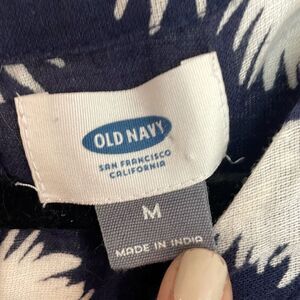 OLD NAVY
SAN FRANCISCO
CALIFORNIA
M
MADE IN INDIA